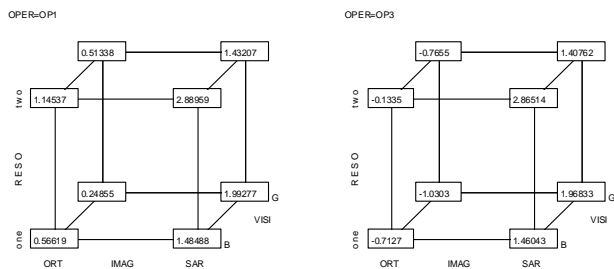 OPER=OP1
0.51338 1.43207
two
1.14537 2.88959
RESO
0.24855 1.99277 G
VISI
one
0.56619 1.48488 B
ORT IMAG SAR
OPER=OP3
-0.7655 1.40762
two
-0.1335 2.86514
RESO
-1.0303 1.96833 G
VISI
one
-0.7127 1.46043 B
ORT IMAG SAR